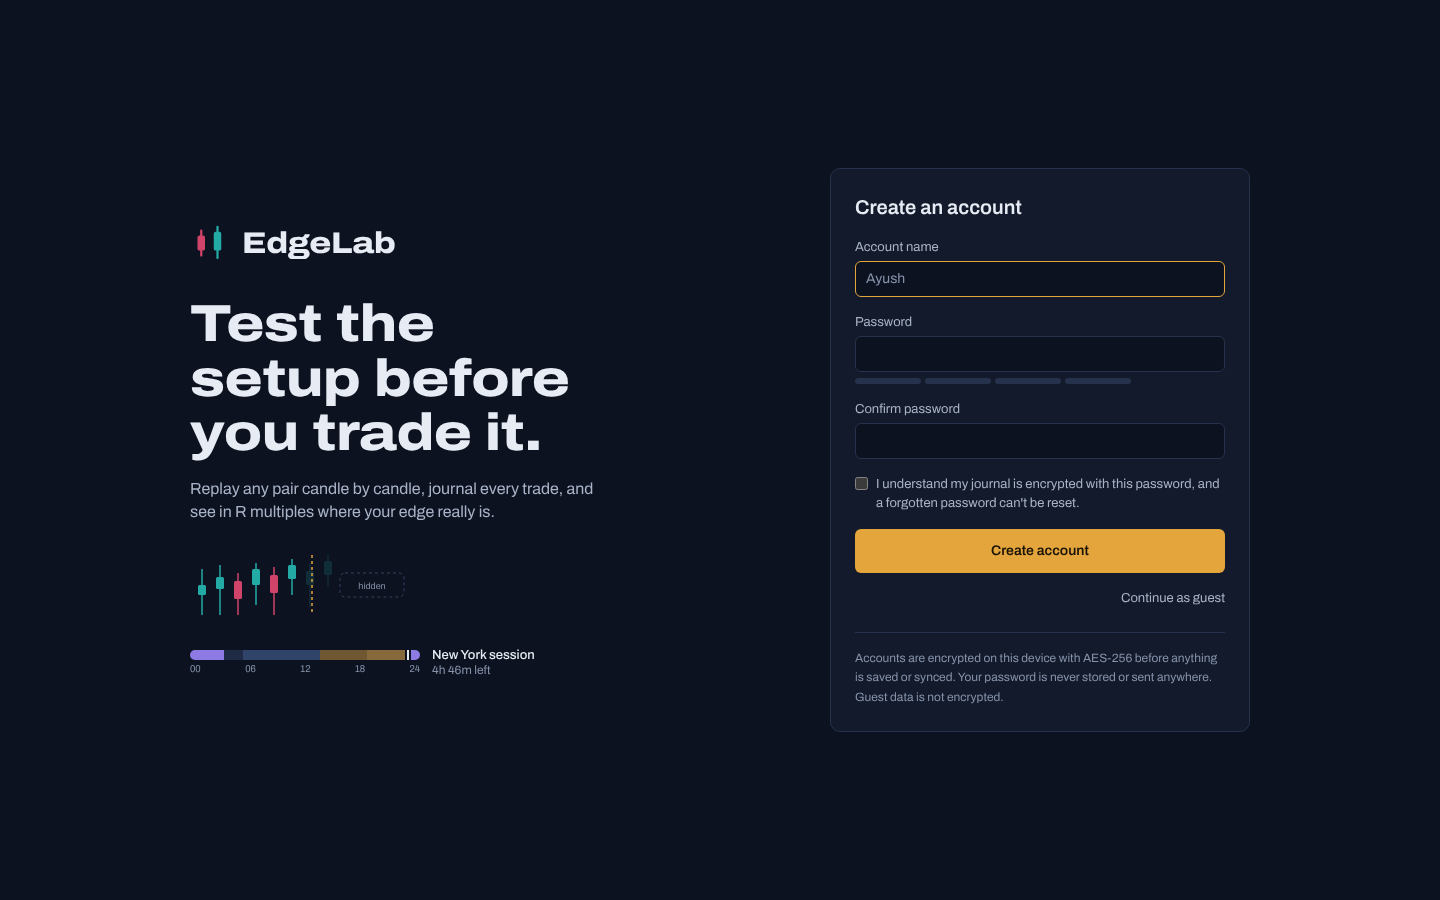 EdgeLab
Test the
setup before
you trade it.
Replay any pair candle by candle, journal every trade, and
see in R multiples where your edge really is.
hidden
00 06 12 18 24
New York session
4h 46m left
Create an account
Account name
Ayush
Password
Confirm password
I understand my journal is encrypted with this password, and
a forgotten password can't be reset.
Create account
Continue as guest
Accounts are encrypted on this device with AES-256 before anything
is saved or synced. Your password is never stored or sent anywhere.
Guest data is not encrypted.